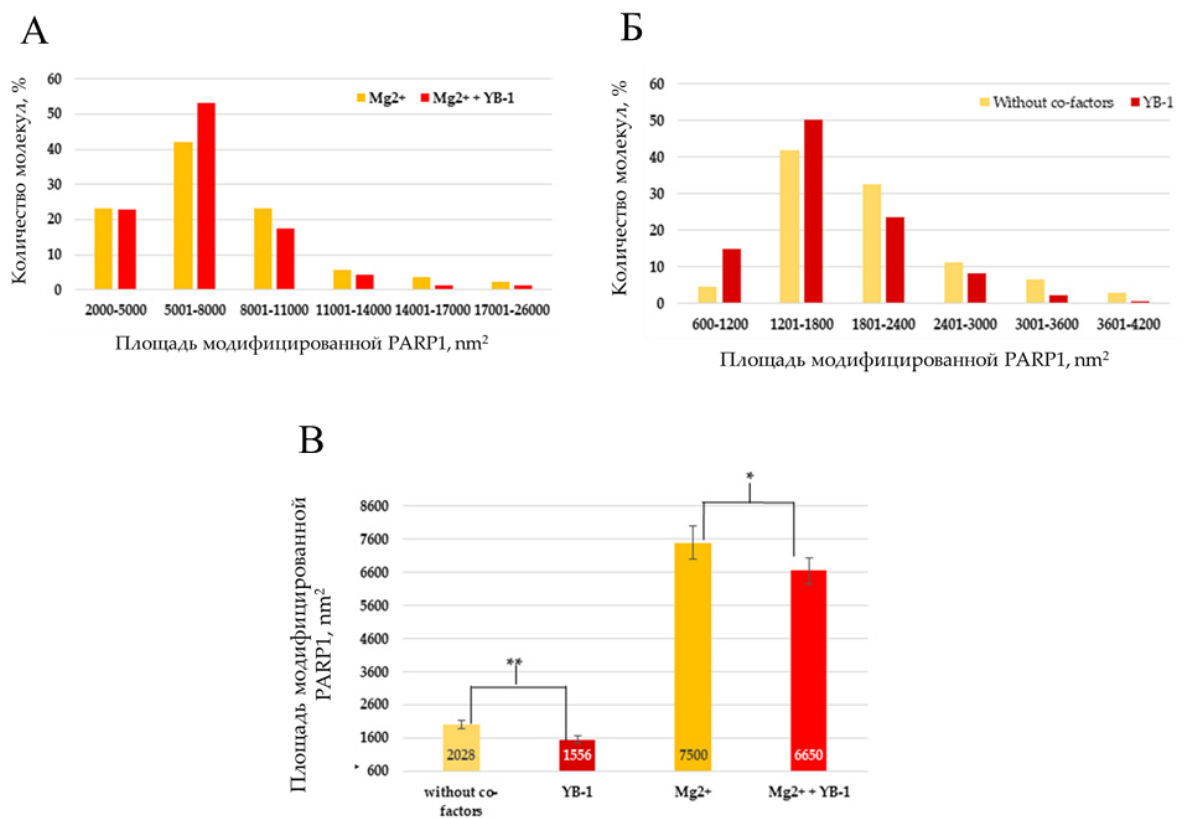 А
Количество молекул, %
60
50
40
30
20
10
0
Mg2+ Mg2+ + YB-1
2000-5000 5001-8000 8001-11000 11001-14000 14001-17000 17001-26000
Площадь модифицированной PARP1, nm²
Б
Количество молекул, %
60
50
40
30
20
10
0
Without co-factors YB-1
600-1200 1201-1800 1801-2400 2401-3000 3001-3600 3601-4200
Площадь модифицированной PARP1, nm²
В
Площадь модифицированной
PARP1, nm²
8600
7600
6600
5600
4600
3600
2600
1600
600
**
*
2028 1556 7500 6650
without co-
factors
YB-1
Mg2+
Mg2+ + YB-1